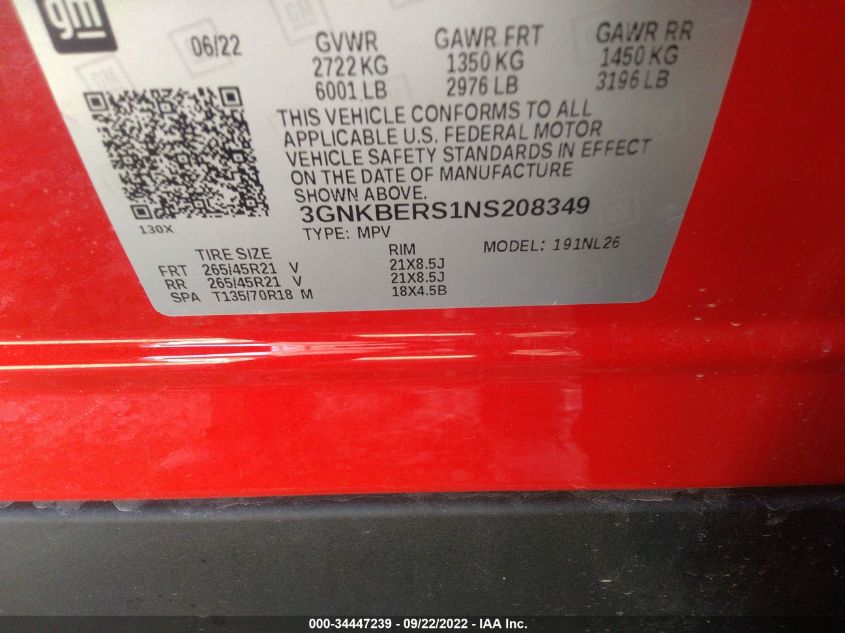 gm
06/22 GVWR GAWR FRT GAWR RR
2722 KG 1350 KG 1450 KG
6001 LB 2976 LB 3196 LB
THIS VEHICLE CONFORMS TO ALL
APPLICABLE U.S. FEDERAL MOTOR
VEHICLE SAFETY STANDARDS IN EFFECT
ON THE DATE OF MANUFACTURE
SHOWN ABOVE.
3GNKBERS1NS208349
130X
TYPE: MPV MODEL: 191NL26
TIRE SIZE RIM
FRT 265/45R21 V 21X8.5J
RR 265/45R21 V 21X8.5J
SPA T135/70R18 M 18X4.5B
000-34447239 - 09/22/2022 - IAA Inc.